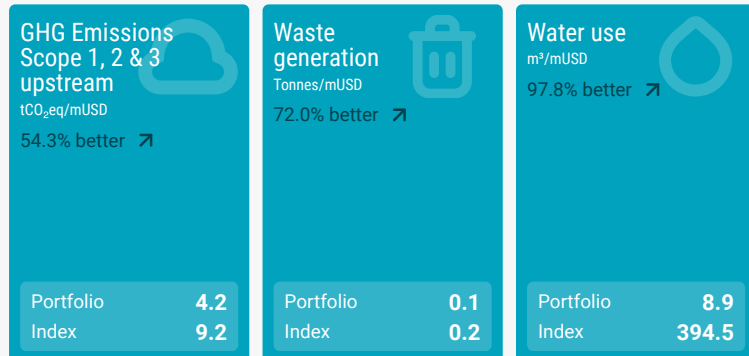 GHG Emissions
Scope 1, 2 & 3
upstream
tCO₂eq/mUSD
54.3% better
Portfolio 4.2
Index 9.2
Waste
generation
Tonnes/mUSD
72.0% better
Portfolio 0.1
Index 0.2
Water use
m³/mUSD
97.8% better
Portfolio 8.9
Index 394.5